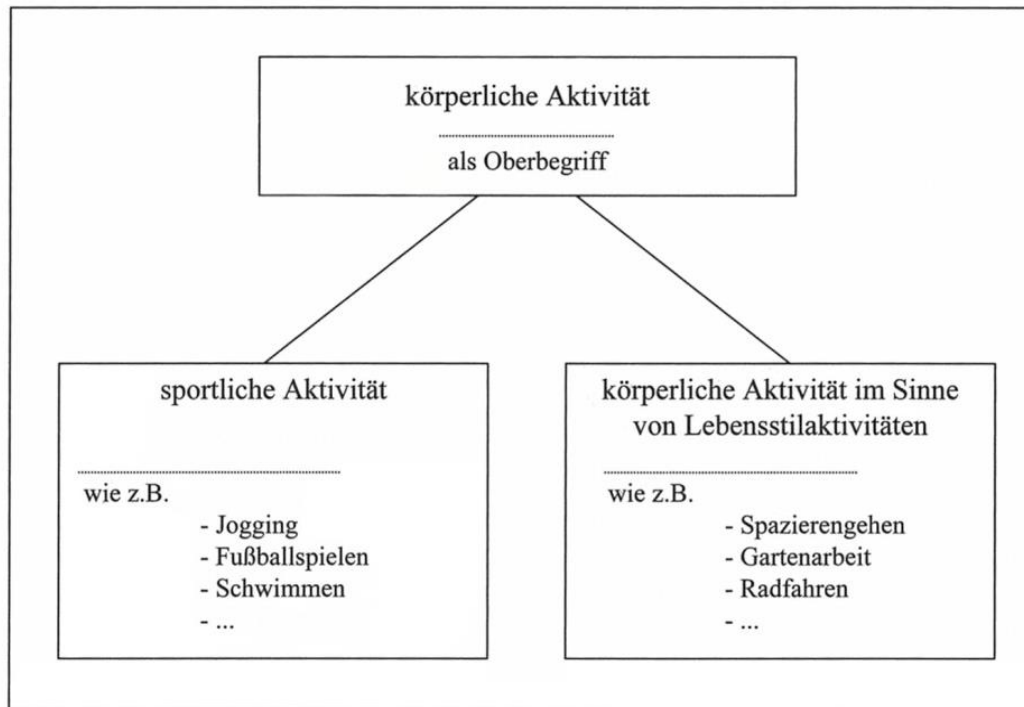 körperliche Aktivität
als Oberbegriff
sportliche Aktivität
wie z.B.
- Jogging
- Fußballspielen
- Schwimmen
- ...
körperliche Aktivität im Sinne
von Lebensstilaktivitäten
wie z.B.
- Spazierengehen
- Gartenarbeit
- Radfahren
- ...